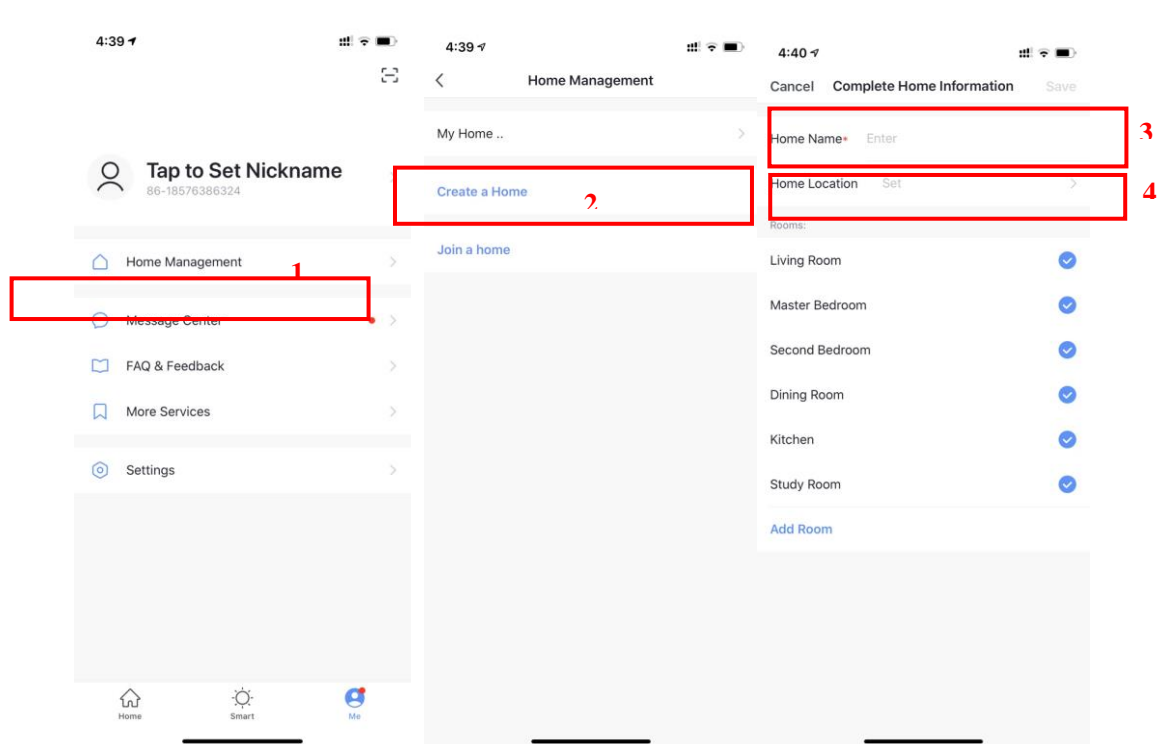 4:39
Tap to Set Nickname
86-18576386324
Home Management
1
Message Center
FAQ & Feedback
More Services
Settings
Home
Smart
Me
4:39
Home Management
My Home ..
Create a Home
2
Join a home
4:40
Cancel Complete Home Information Save
Home Name* Enter
3
Home Location Set
4
Rooms:
Living Room
Master Bedroom
Second Bedroom
Dining Room
Kitchen
Study Room
Add Room